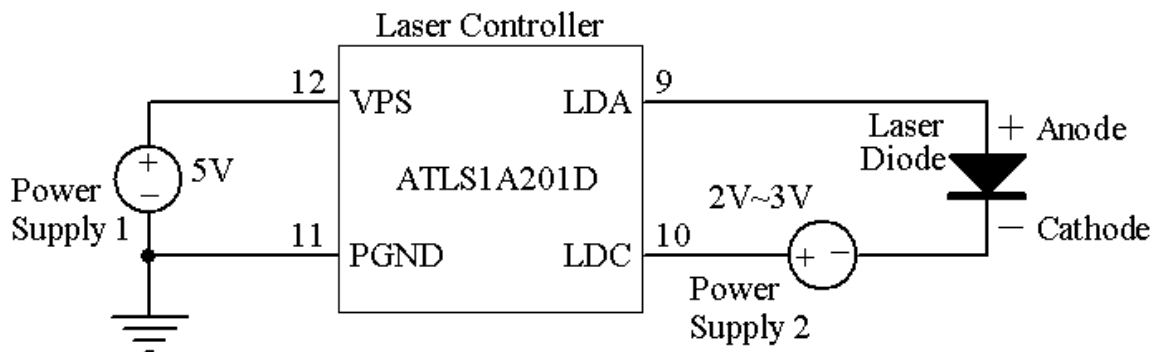 Laser Controller
12
VPS
LDA
9
+
5V
−
Power
Supply 1
ATLS1A201D
Laser
Diode
+ Anode
− Cathode
2V~3V
11
PGND
LDC
10
+ −
Power
Supply 2